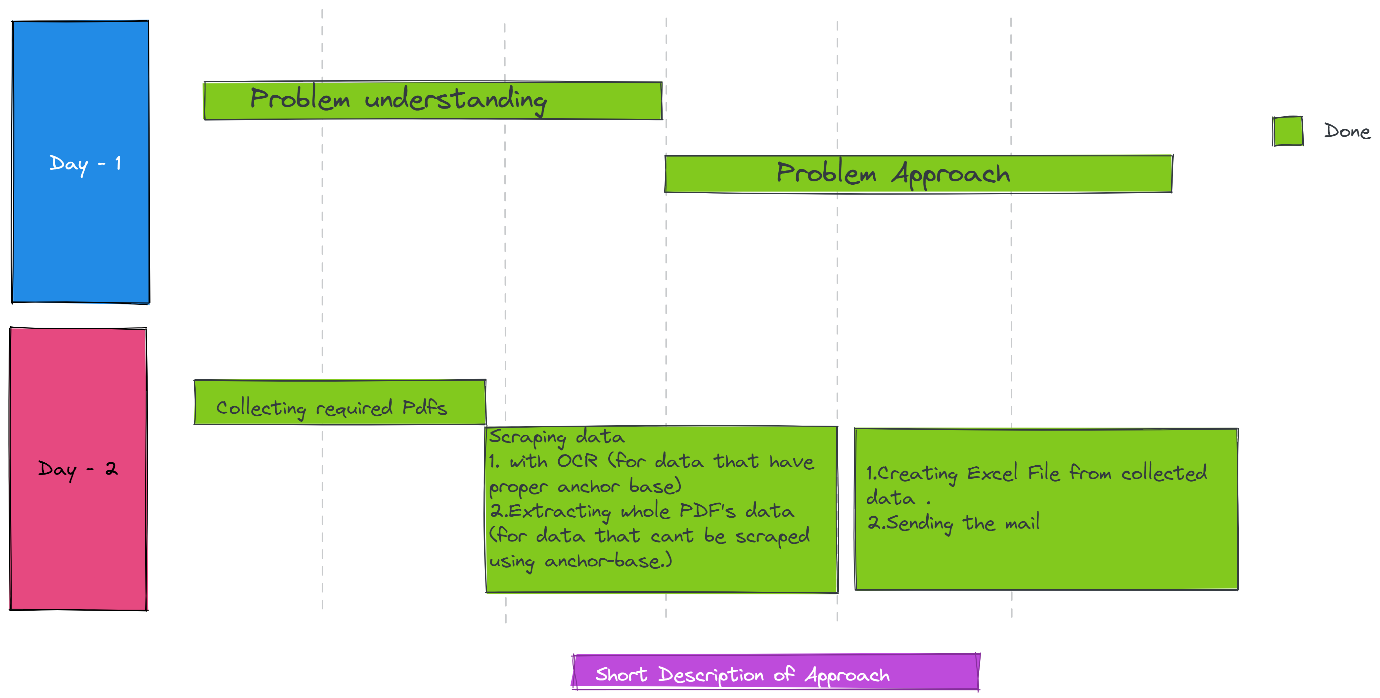 Problem understanding
Done
Day - 1
Problem Approach
Collecting required Pdfs
Day - 2
Scraping data
1. with OCR (for data that have
proper anchor base)
2.Extracting whole PDF's data
(for data that cant be scraped
using anchor-base.)
1.Creating Excel File from collected
data .
2.Sending the mail
Short Description of Approach